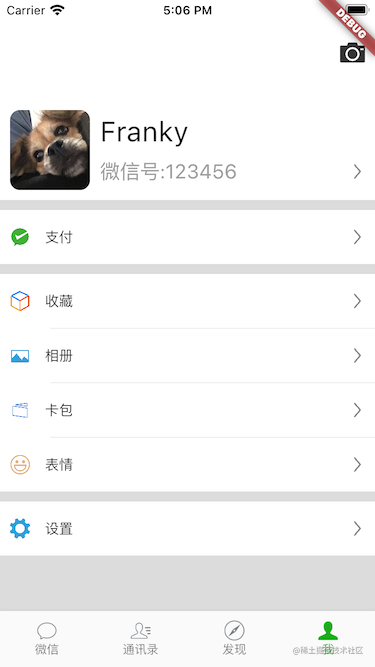 Carrier 5:06 PM
DEBUG
Franky
微信号:123456
支付
收藏
相册
卡包
表情
设置
微信 通讯录 发现 我
@稀土掘金技术社区